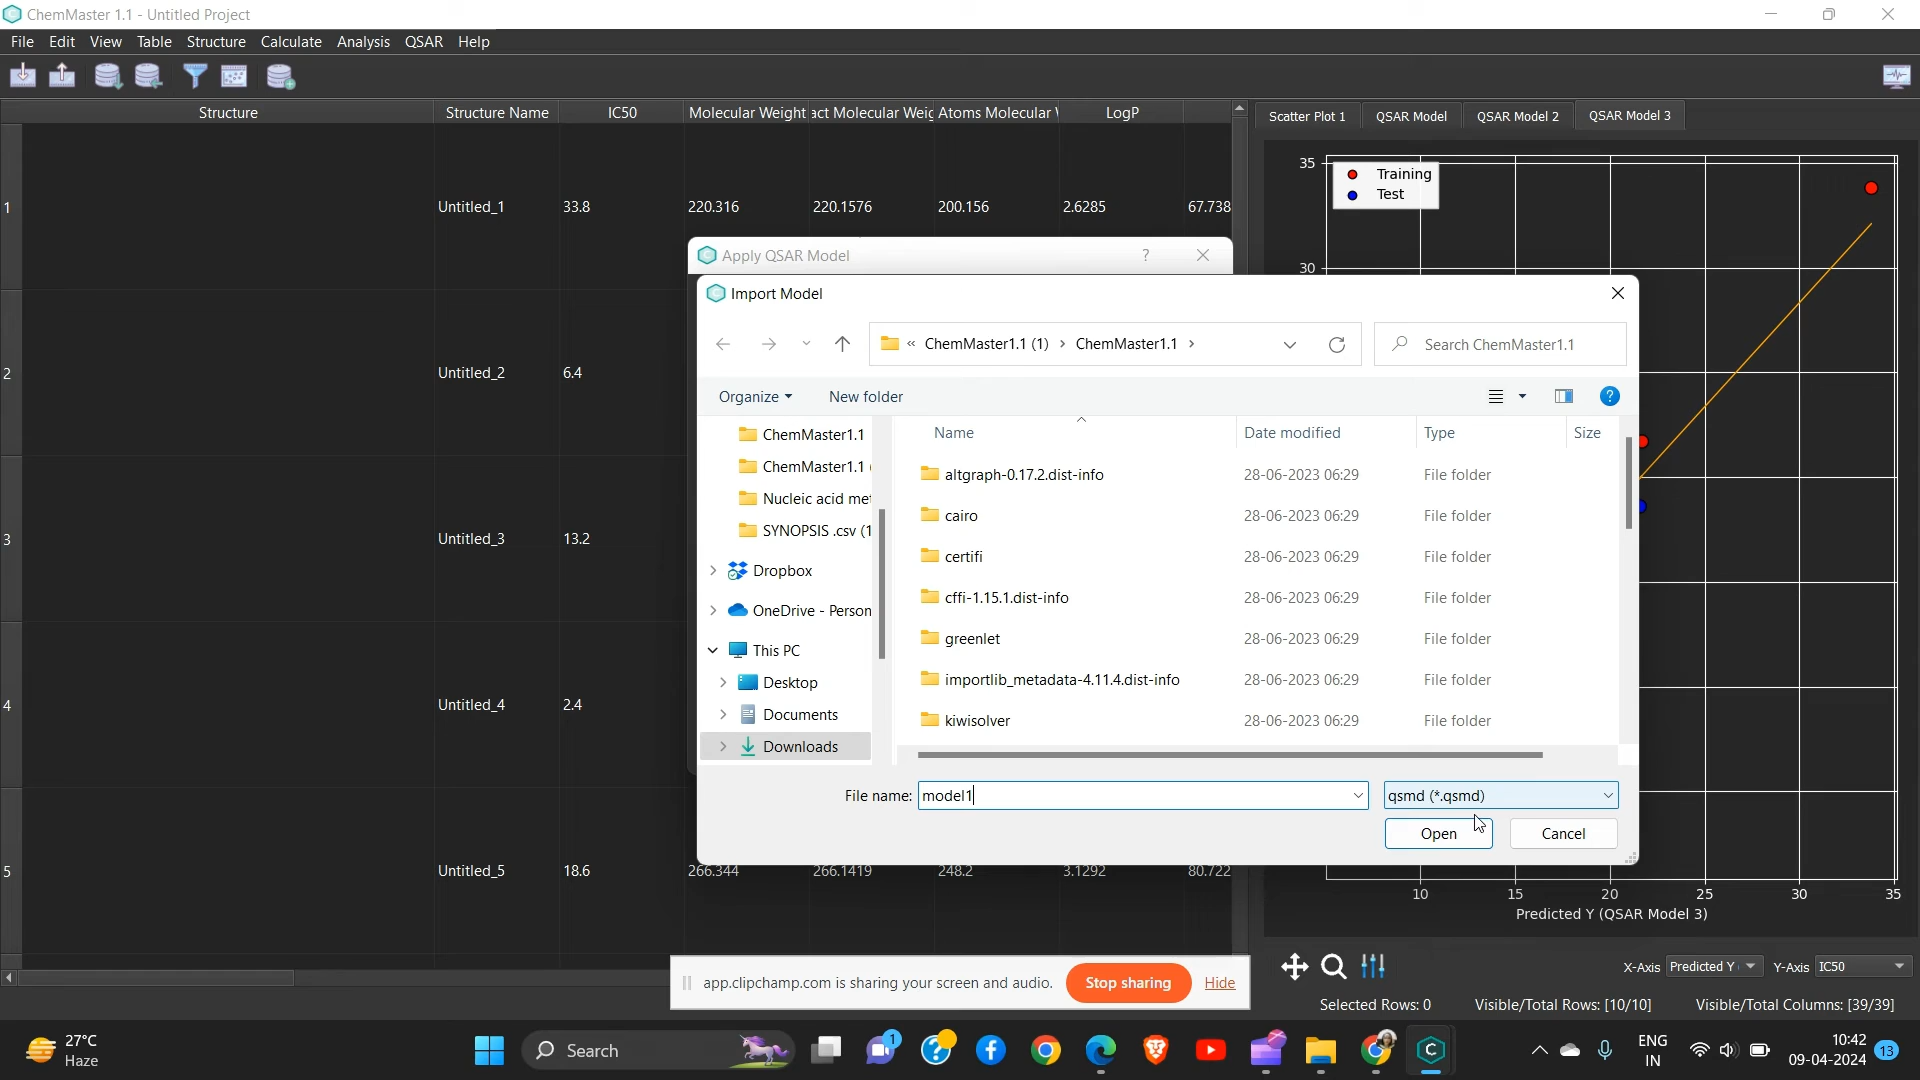 ChemMaster 1.1 - Untitled Project
File Edit View Table Structure Calculate Analysis QSAR Help
Structure Structure Name IC50 Molecular Weight act Molecular Weig Atoms Molecular LogP
1 Untitled_1 33.8 220.316 220.1576 200.156 2.6285 67.738
2 Untitled_2 6.4
3 Untitled_3 13.2
4 Untitled_4 2.4
5 Untitled_5 18.6 266.344 266.1419 248.2 3.1292 80.722
Apply QSAR Model ?
Import Model
« ChemMaster1.1 (1) > ChemMaster1.1 >
Search ChemMaster1.1
Organize New folder
?
ChemMaster1.1
ChemMaster1.1
Nucleic acid met
SYNOPSIS .csv (1
Dropbox
OneDrive - Person
This PC
Desktop
Documents
Downloads
Name Date modified Type Size
altgraph-0.17.2.dist-info 28-06-2023 06:29 File folder
cairo 28-06-2023 06:29 File folder
certifi 28-06-2023 06:29 File folder
cffi-1.15.1.dist-info 28-06-2023 06:29 File folder
greenlet 28-06-2023 06:29 File folder
importlib_metadata-4.11.4.dist-info 28-06-2023 06:29 File folder
kiwisolver 28-06-2023 06:29 File folder
File name: model1 qsmd (*.qsmd)
Open Cancel
Scatter Plot 1 QSAR Model QSAR Model 2 QSAR Model 3
35
Training
Test
30
10 15 20 25 30 35
Predicted Y (QSAR Model 3)
X-Axis Predicted Y Y-Axis IC50
Selected Rows: 0 Visible/Total Rows: [10/10] Visible/Total Columns: [39/39]
app.clipchamp.com is sharing your screen and audio. Stop sharing Hide
27°C
Haze
Search
1
ENG
IN
10:42
09-04-2024
13